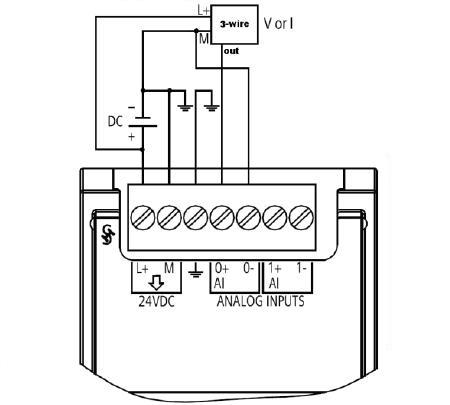 L+
3-wire
V or I
M
out
−
DC
+
L+ M 0+ 0- 1+ 1-
AI AI
24VDC ANALOG INPUTS